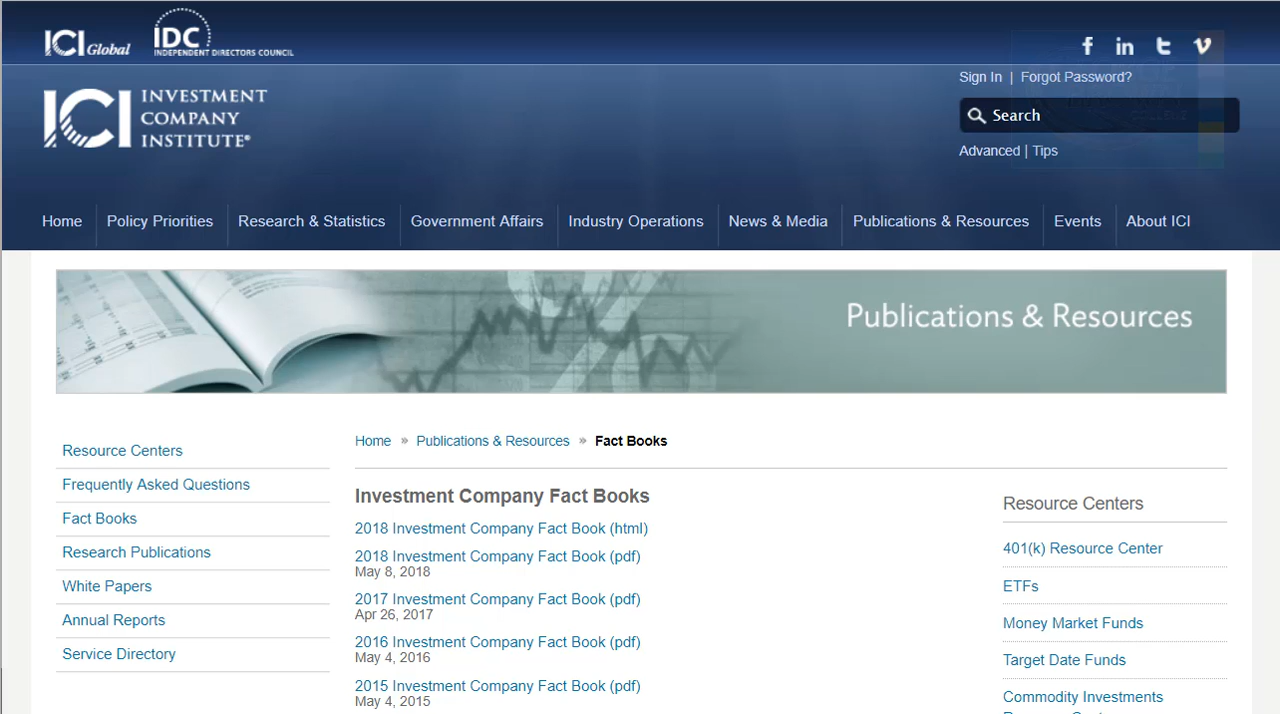 ICI Global
IDC
INDEPENDENT DIRECTORS COUNCIL
Sign In | Forgot Password?
ICI INVESTMENT
COMPANY
INSTITUTE®
Search
Advanced | Tips
Home
Policy Priorities
Research & Statistics
Government Affairs
Industry Operations
News & Media
Publications & Resources
Events
About ICI
Publications & Resources
Resource Centers
Frequently Asked Questions
Fact Books
Research Publications
White Papers
Annual Reports
Service Directory
Home » Publications & Resources » Fact Books
Investment Company Fact Books
2018 Investment Company Fact Book (html)
2018 Investment Company Fact Book (pdf)
May 8, 2018
2017 Investment Company Fact Book (pdf)
Apr 26, 2017
2016 Investment Company Fact Book (pdf)
May 4, 2016
2015 Investment Company Fact Book (pdf)
May 4, 2015
Resource Centers
401(k) Resource Center
ETFs
Money Market Funds
Target Date Funds
Commodity Investments